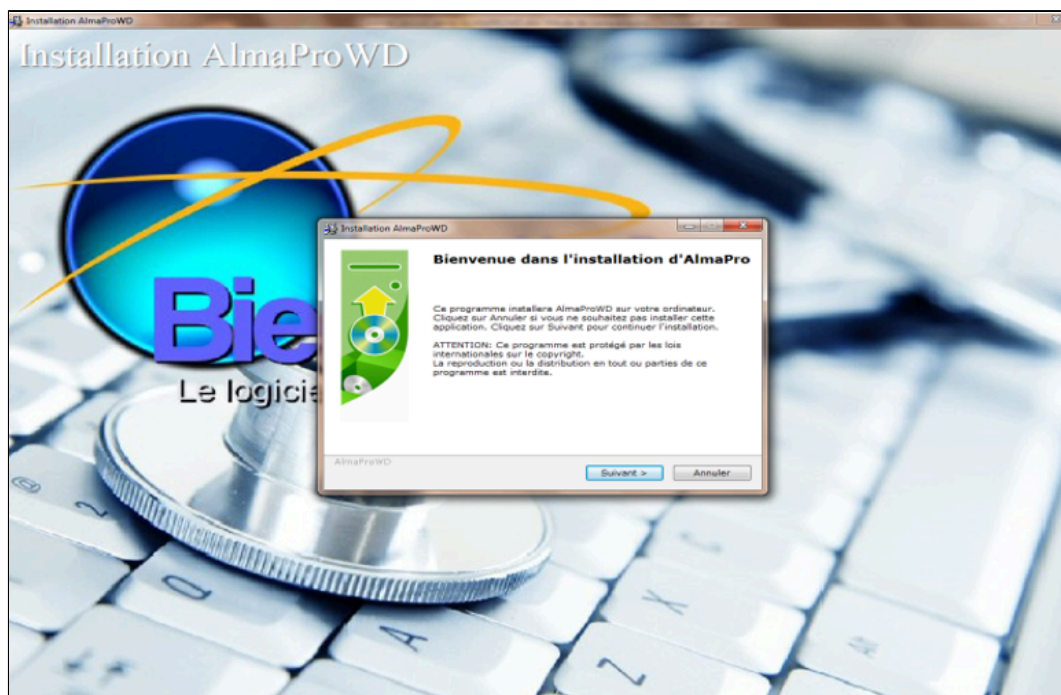 Installation AlmaProWD
Installation AlmaProWD
Bie
Le logicie
Installation AlmaProWD
Bienvenue dans l'installation d'AlmaPro
Ce programme installera AlmaProWD sur votre ordinateur.
Cliquez sur Annuler si vous ne souhaitez pas installer cette
application. Cliquez sur Suivant pour continuer l'installation.
ATTENTION: Ce programme est protégé par les lois
internationales sur le copyright.
La reproduction ou la distribution en tout ou parties de ce
programme est interdite.
AlmaProWD
Suivant >
Annuler
@
2
Q
A
Z
X
Alt